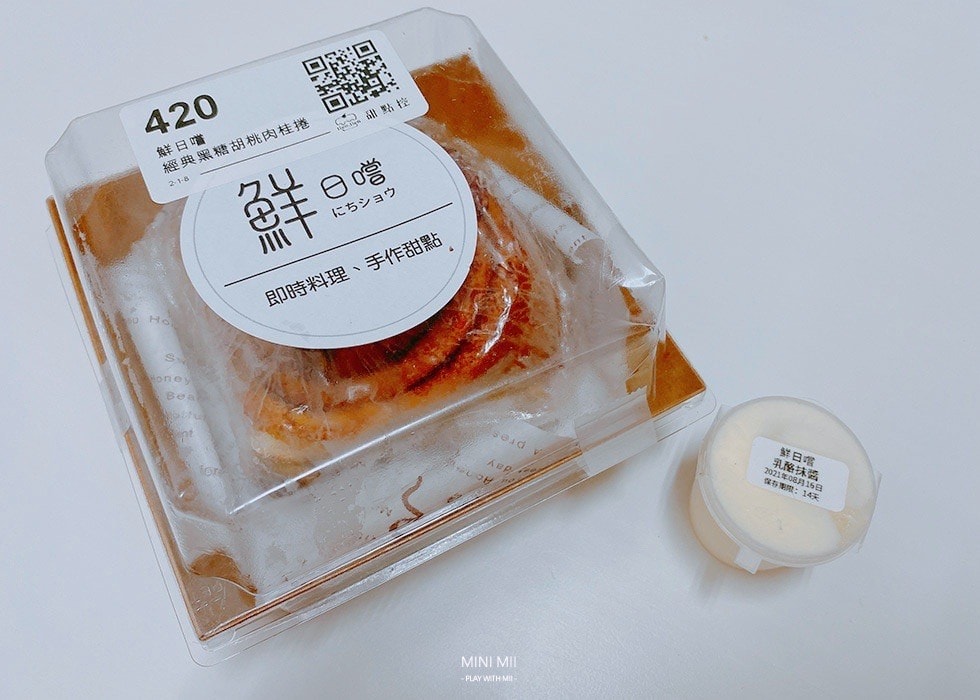 420
鮮日嚐
經典黑糖胡桃肉桂捲
2-1-8
甜點控
鮮日嚐
にちショウ
即時料理、手作甜點
鮮日嚐
乳酪抹醬
2021年08月16日
保存期限：14天
MINI MII
- PLAY WITH MII -